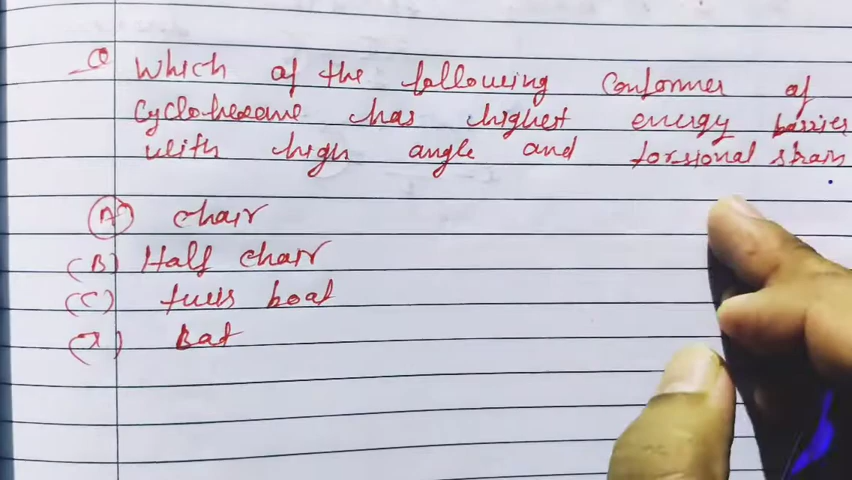 Q Which of the following Conformer of
Cyclohexane has highest energy barrier
with high angle and torsional strain
(A) chair
(B) Half chair
(C) twis boat
(D) Bat